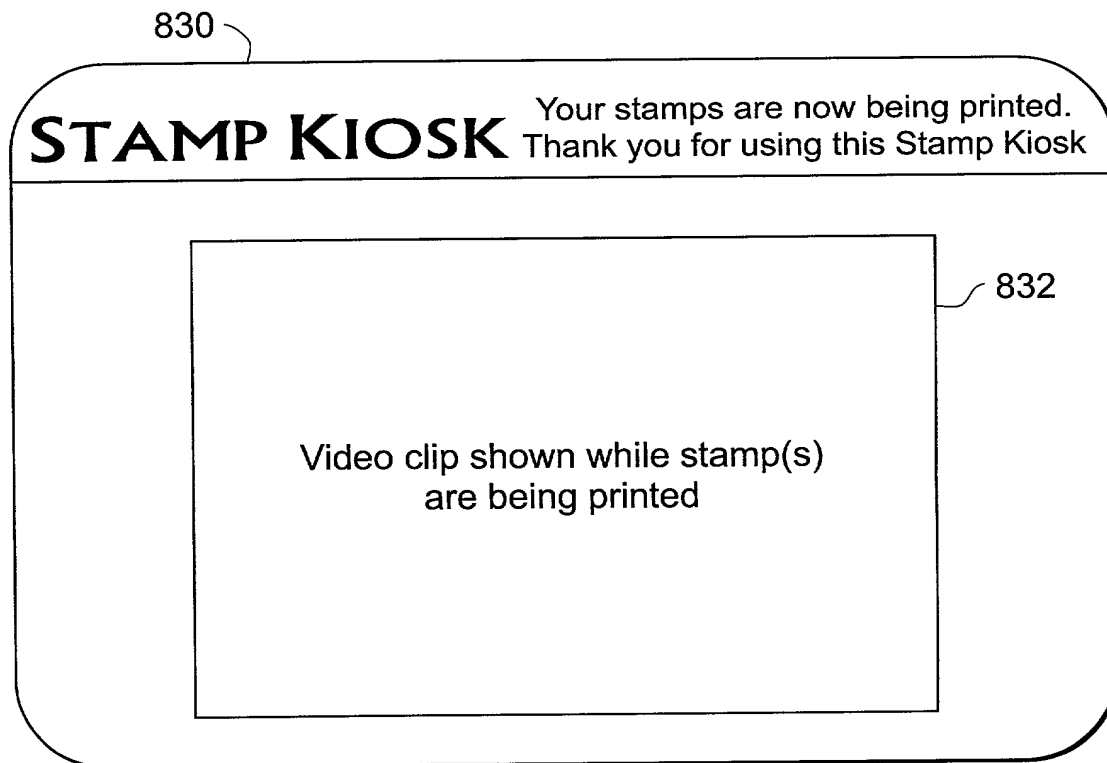 830
STAMP KIOSK
Your stamps are now being printed.
Thank you for using this Stamp Kiosk
832
Video clip shown while stamp(s)
are being printed